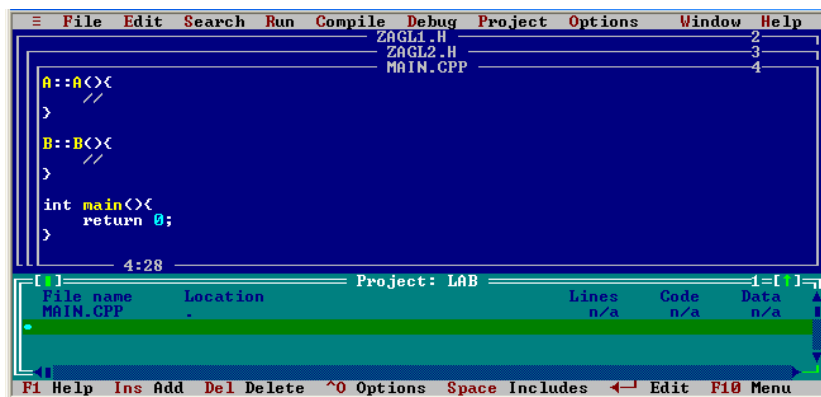 ≡ File Edit Search Run Compile Debug Project Options Window Help
ZAGL1.H 2
ZAGL2.H 3
MAIN.CPP 4
A::A(){
//
}
B::B(){
//
}
int main(){
return 0;
}
4:28
[ ] Project: LAB 1=[↑]
File name Location Lines Code Data
MAIN.CPP . n/a n/a n/a
F1 Help Ins Add Del Delete ^O Options Space Includes ◄┘ Edit F10 Menu